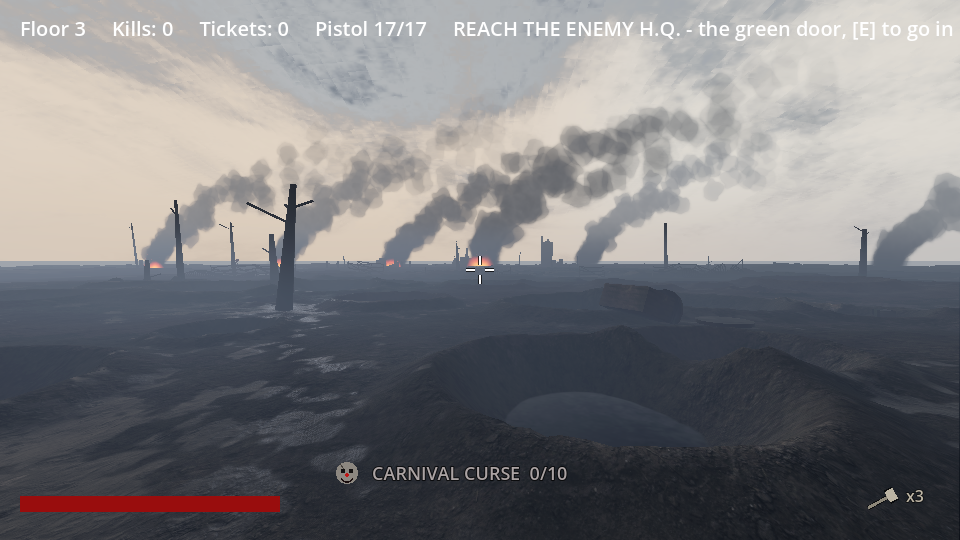 Floor 3 Kills: 0 Tickets: 0 Pistol 17/17 REACH THE ENEMY H.Q. - the green door, [E] to go in
CARNIVAL CURSE 0/10
x3